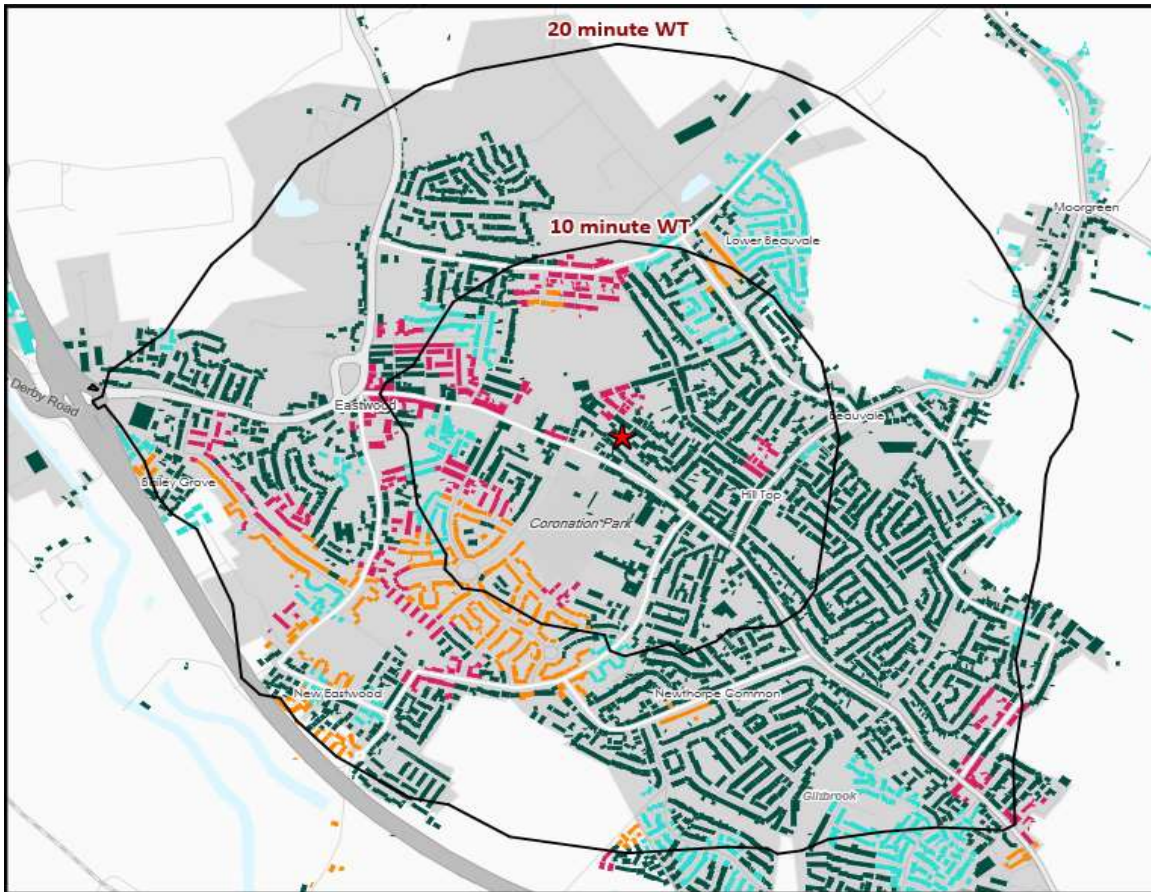 20 minute WT
Moorgreen
10 minute WT
Lower Beauvale
Derby Road
Eastwood
Beauvale
Bailey Grove
Hill Top
Coronation Park
New Eastwood
Newthorpe Common
Giltbrook